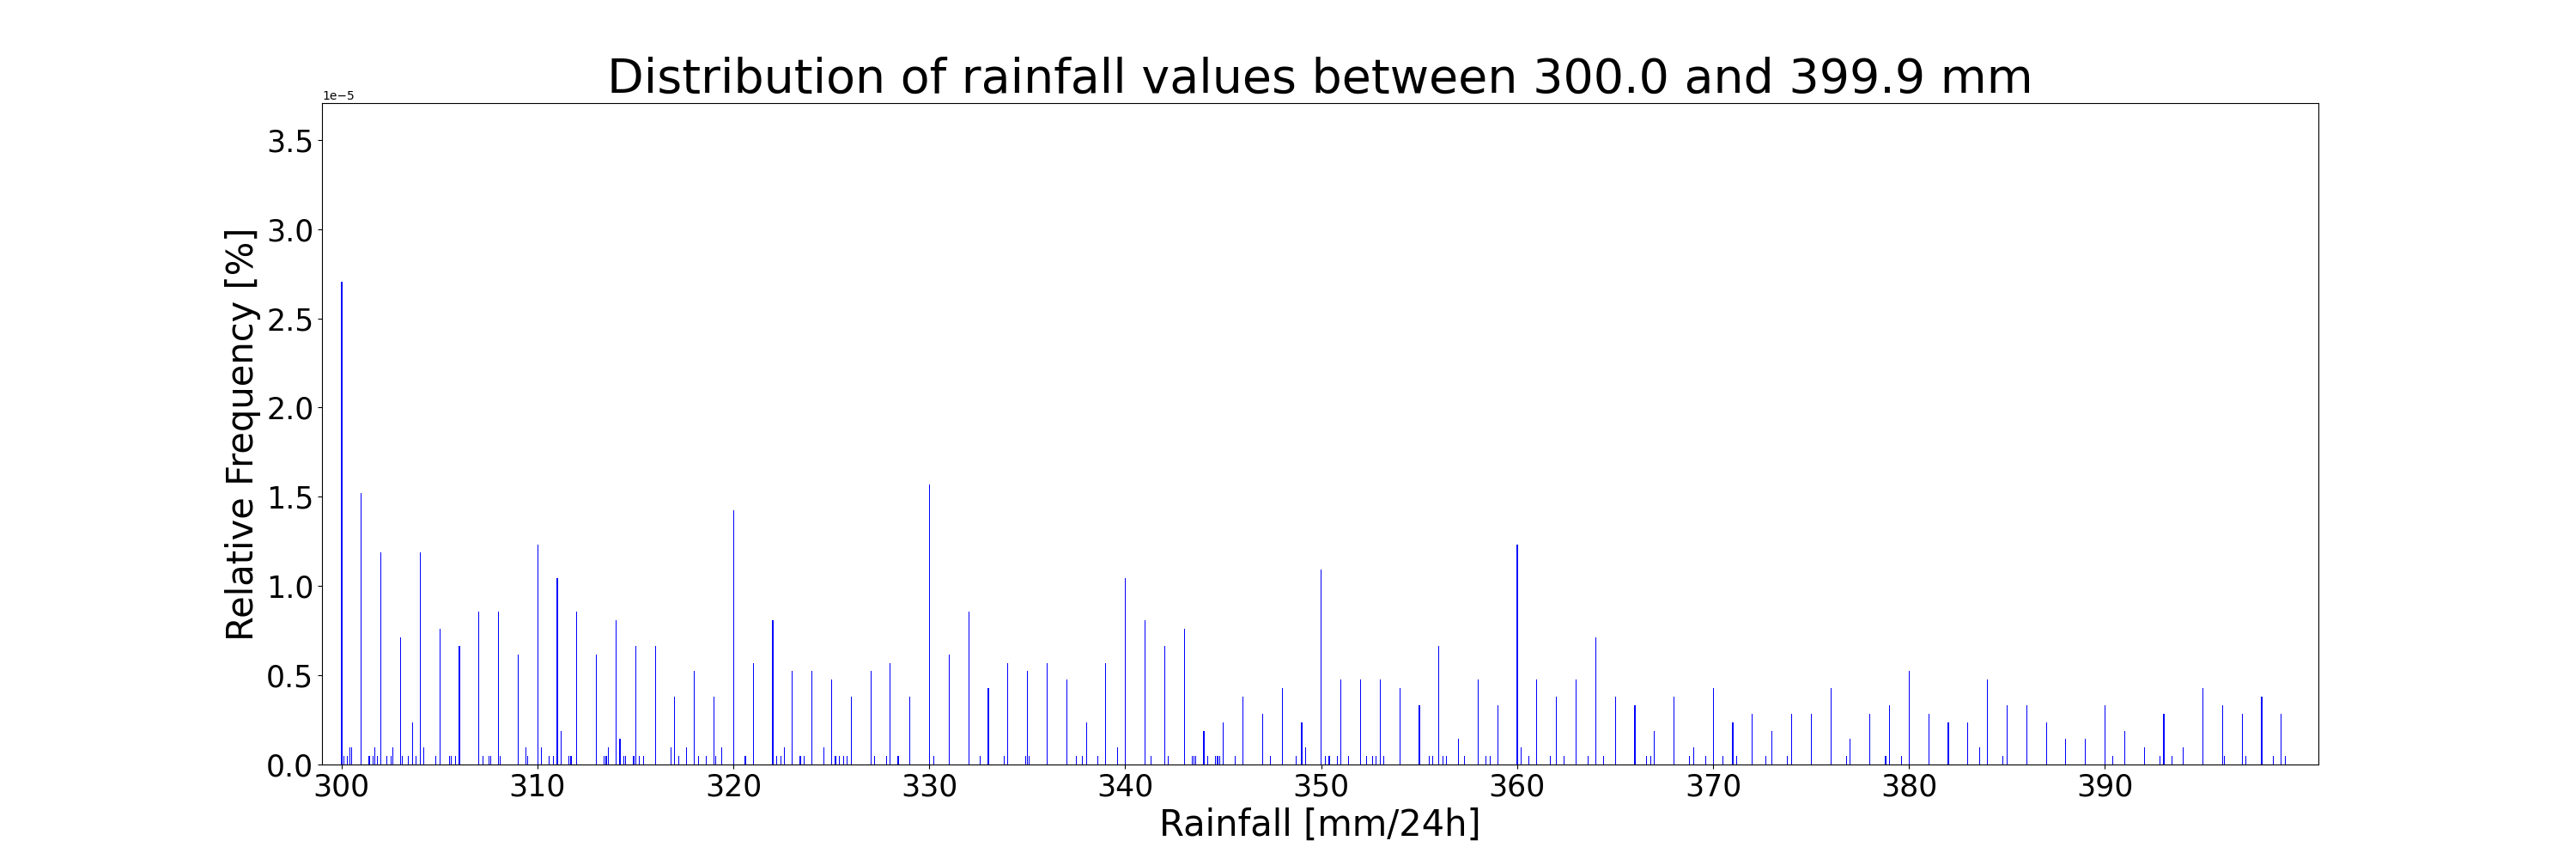 Distribution of rainfall values between 300.0 and 399.9 mm
1e−5
3.5
3.0
2.5
2.0
1.5
1.0
0.5
0.0
Relative Frequency [%]
300 310 320 330 340 350 360 370 380 390
Rainfall [mm/24h]